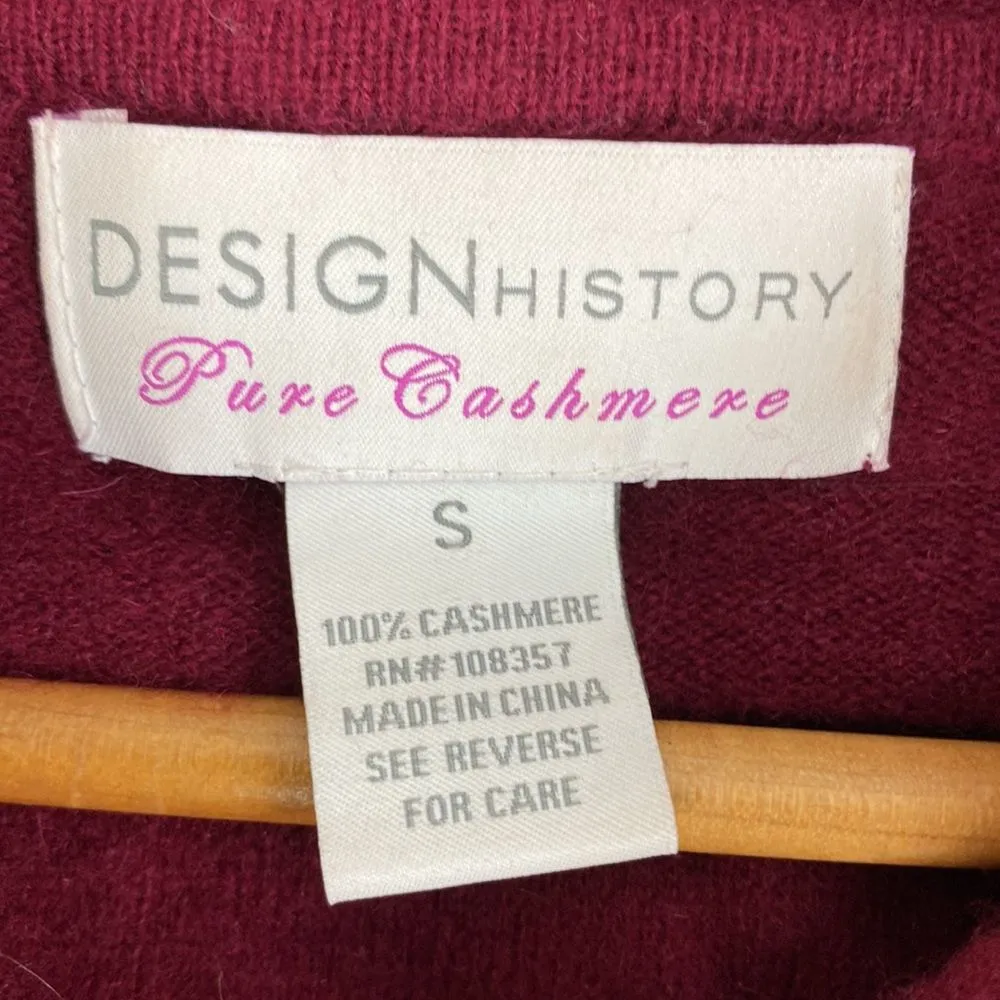 DESIGNHISTORY
Pure Cashmere
S
100% CASHMERE
RN#108357
MADE IN CHINA
SEE REVERSE
FOR CARE